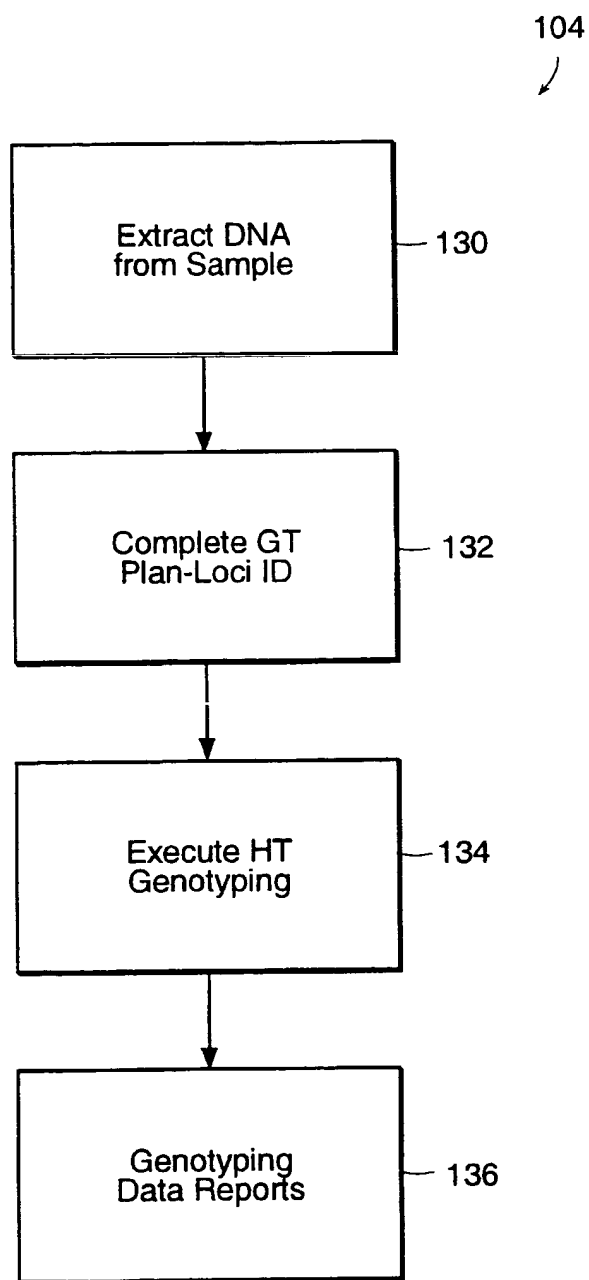 104
Extract DNA
from Sample
130
Complete GT
Plan-Loci ID
132
Execute HT
Genotyping
134
Genotyping
Data Reports
136